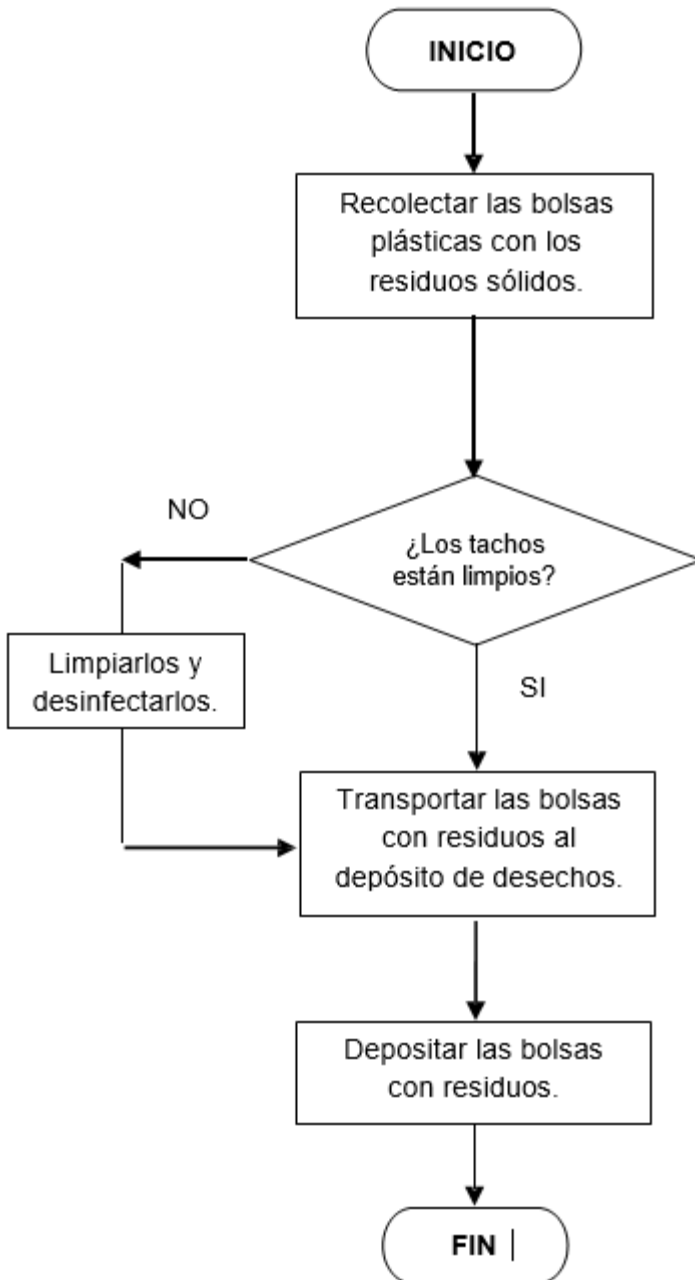 INICIO
Recolectar las bolsas
plásticas con los
residuos sólidos.
NO
¿Los tachos
están limpios?
Limpiarlos y
desinfectarlos.
SI
Transportar las bolsas
con residuos al
depósito de desechos.
Depositar las bolsas
con residuos.
FIN